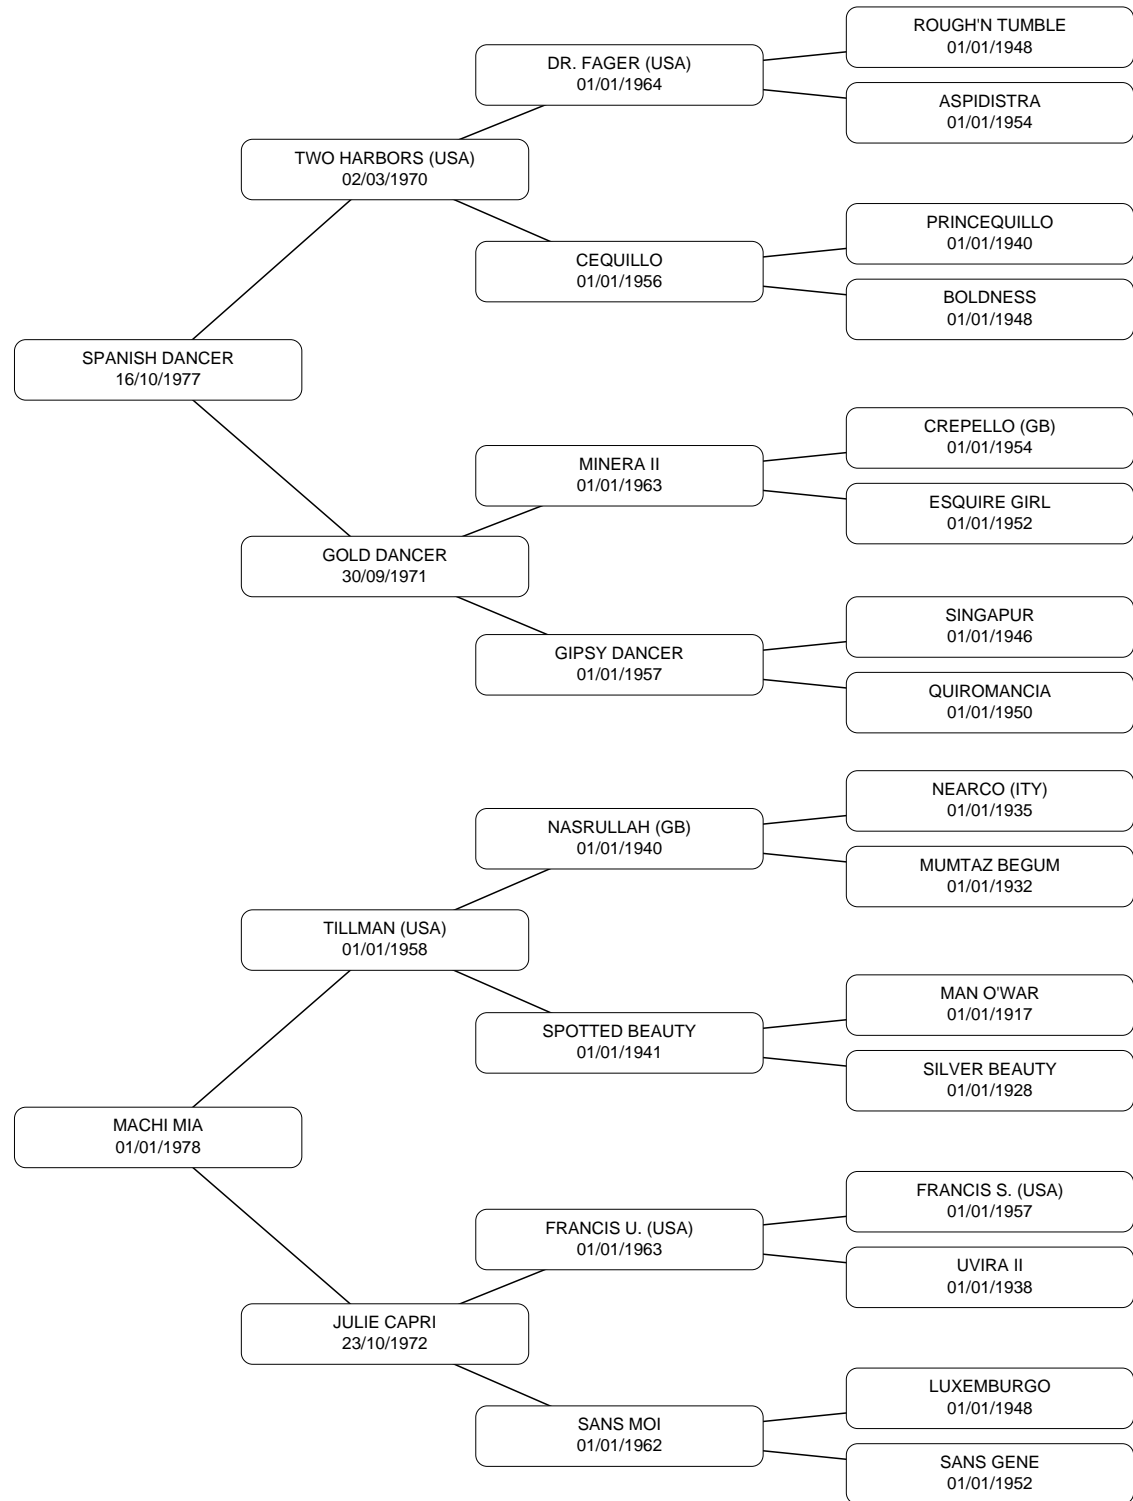 ROUGH'N TUMBLE
01/01/1948
DR. FAGER (USA)
01/01/1964
ASPIDISTRA
01/01/1954
TWO HARBORS (USA)
02/03/1970
PRINCEQUILLO
01/01/1940
CEQUILLO
01/01/1956
BOLDNESS
01/01/1948
SPANISH DANCER
16/10/1977
CREPELLO (GB)
01/01/1954
MINERA II
01/01/1963
ESQUIRE GIRL
01/01/1952
GOLD DANCER
30/09/1971
SINGAPUR
01/01/1946
GIPSY DANCER
01/01/1957
QUIROMANCIA
01/01/1950
NEARCO (ITY)
01/01/1935
NASRULLAH (GB)
01/01/1940
MUMTAZ BEGUM
01/01/1932
TILLMAN (USA)
01/01/1958
MAN O'WAR
01/01/1917
SPOTTED BEAUTY
01/01/1941
SILVER BEAUTY
01/01/1928
MACHI MIA
01/01/1978
FRANCIS S. (USA)
01/01/1957
FRANCIS U. (USA)
01/01/1963
UVIRA II
01/01/1938
JULIE CAPRI
23/10/1972
LUXEMBURGO
01/01/1948
SANS MOI
01/01/1962
SANS GENE
01/01/1952